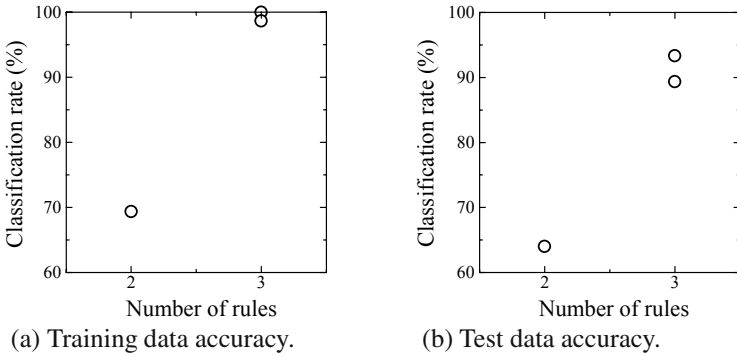 100
90
80
70
60
Classification rate (%)
2
3
Number of rules
(a) Training data accuracy.
100
90
80
70
60
Classification rate (%)
2
3
Number of rules
(b) Test data accuracy.